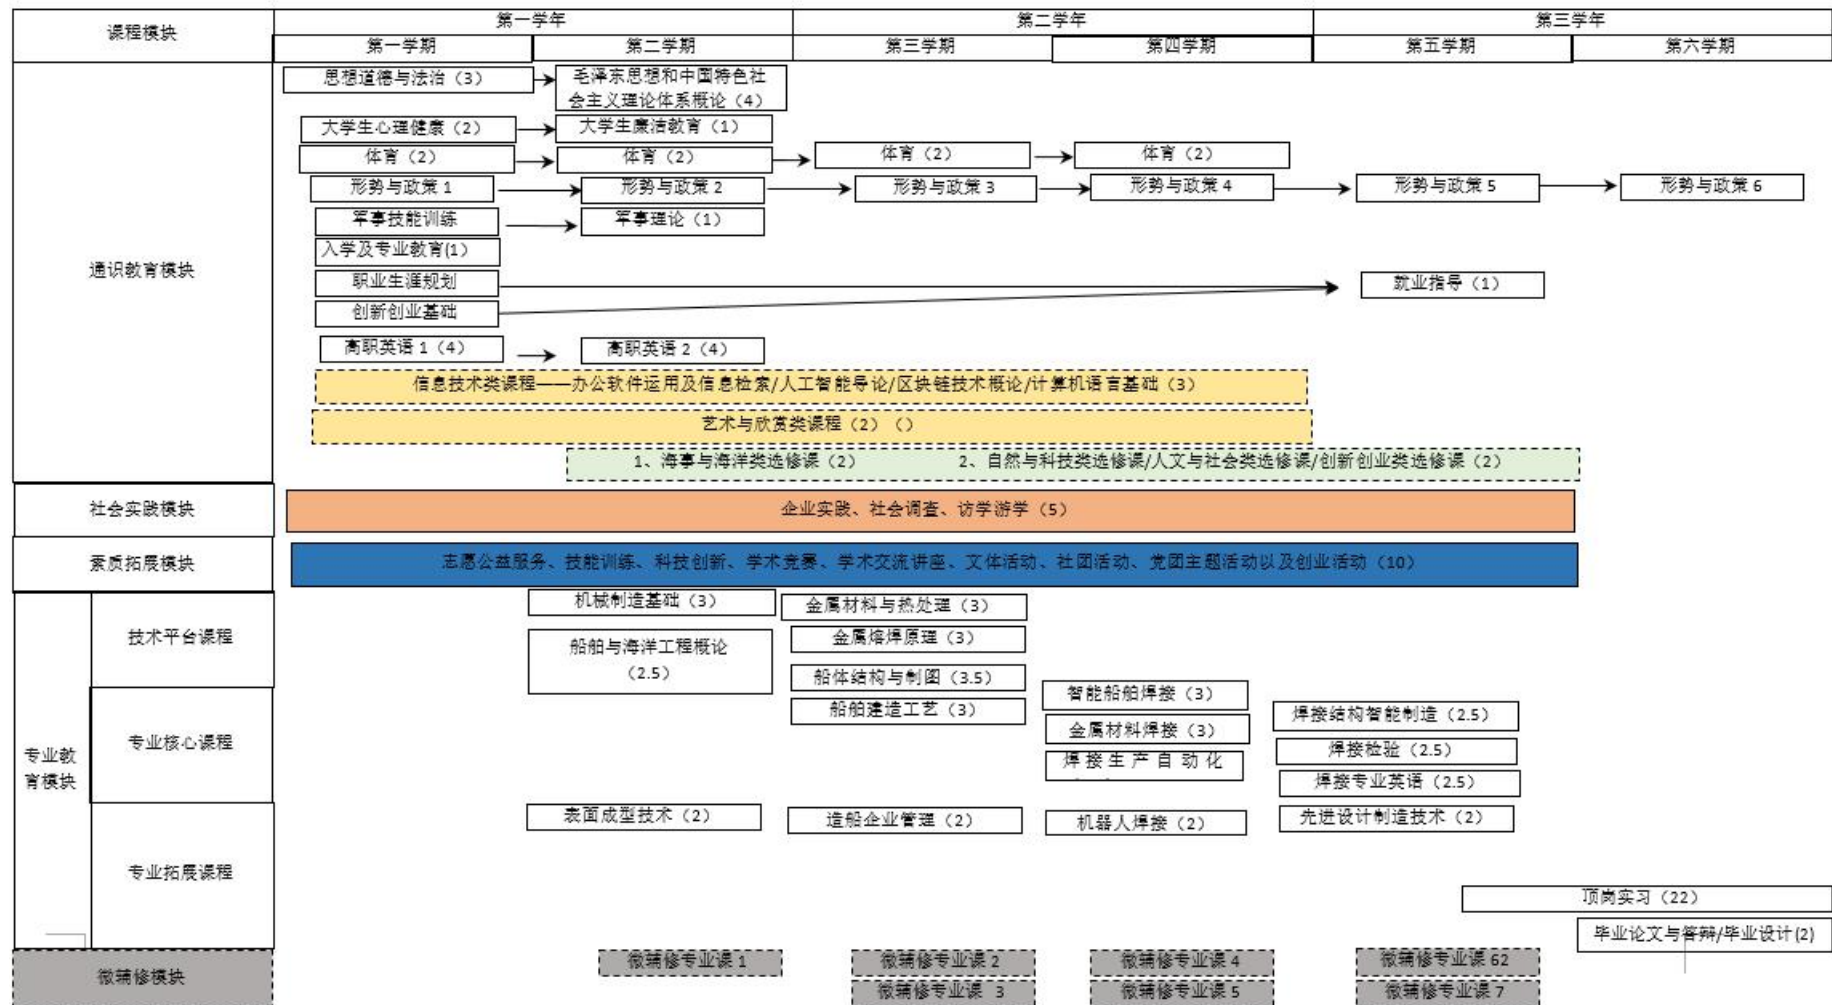 课程模块
第一学年
第二学年
第三学年
第一学期
第二学期
第三学期
第四学期
第五学期
第六学期
通识教育模块
思想道德与法治（3）
毛泽东思想和中国特色社
会主义理论体系概论（4）
大学生心理健康（2）
大学生廉洁教育（1）
体育（2）
体育（2）
体育（2）
体育（2）
形势与政策 1
形势与政策 2
形势与政策 3
形势与政策 4
形势与政策 5
形势与政策 6
军事技能训练
军事理论（1）
入学及专业教育(1）
职业生涯规划
就业指导（1）
创新创业基础
高职英语 1（4）
高职英语 2（4）
信息技术类课程——办公软件运用及信息检索/人工智能导论/区块链技术概论/计算机语言基础（3）
艺术与欣赏类课程（2）（）
1、海事与海洋类选修课（2） 2、自然与科技类选修课/人文与社会类选修课/创新创业类选修课（2）
社会实践模块
企业实践、社会调查、访学游学（5）
素质拓展模块
志愿公益服务、技能训练、科技创新、学术竞赛、学术交流讲座、文体活动、社团活动、党团主题活动以及创业活动（10）
专业教
育模块
技术平台课程
机械制造基础（3）
金属材料与热处理（3）
船舶与海洋工程概论
（2.5）
金属熔焊原理（3）
船体结构与制图（3.5）
船舶建造工艺（3）
专业核心课程
智能船舶焊接（3）
金属材料焊接（3）
焊接生产自动化
焊接结构智能制造（2.5）
焊接检验（2.5）
焊接专业英语（2.5）
专业拓展课程
表面成型技术（2）
造船企业管理（2）
机器人焊接（2）
先进设计制造技术（2）
顶岗实习（22）
毕业论文与答辩/毕业设计(2)
微辅修模块
微辅修专业课 1
微辅修专业课 2
微辅修专业课 4
微辅修专业课 62
微辅修专业课 3
微辅修专业课 5
微辅修专业课 7